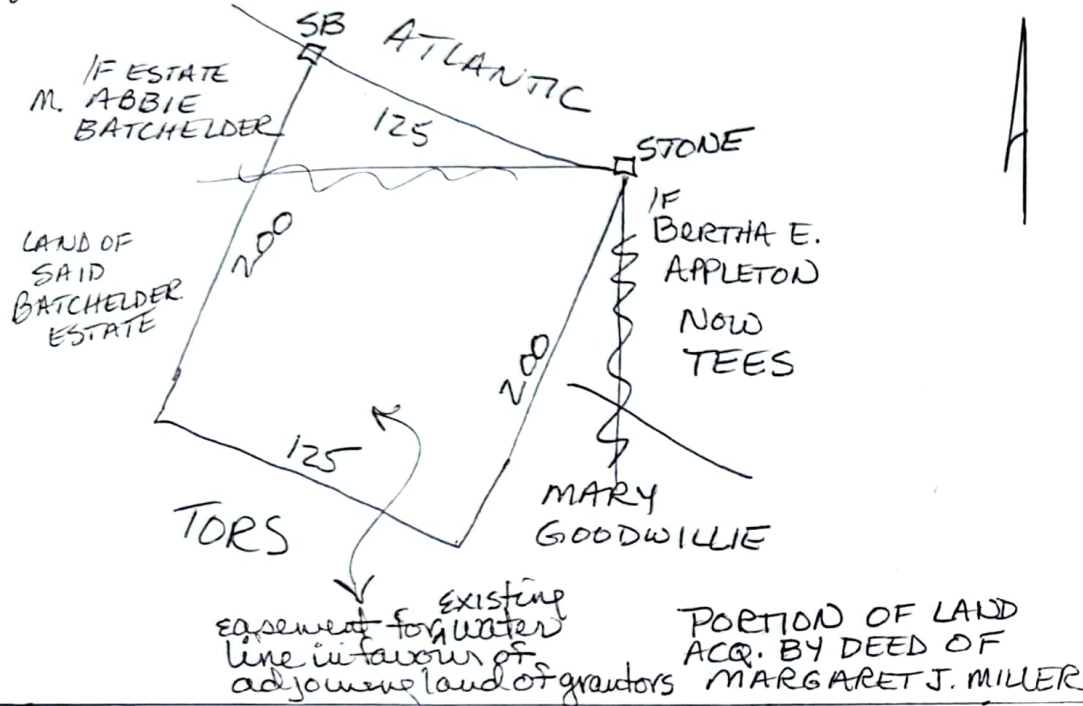 SB
ATLANTIC
/F ESTATE
M. ABBIE
BATCHELDER
125
STONE
/F
BERTHA E.
APPLETON
NOW
TEES
LAND OF
SAID
BATCHELDER
ESTATE
200
200
125
MARY
GOODWILLIE
TORS
existing
easement for water
line in favour of
adjoining land of grantors
PORTION OF LAND
ACQ. BY DEED OF
MARGARET J. MILLER